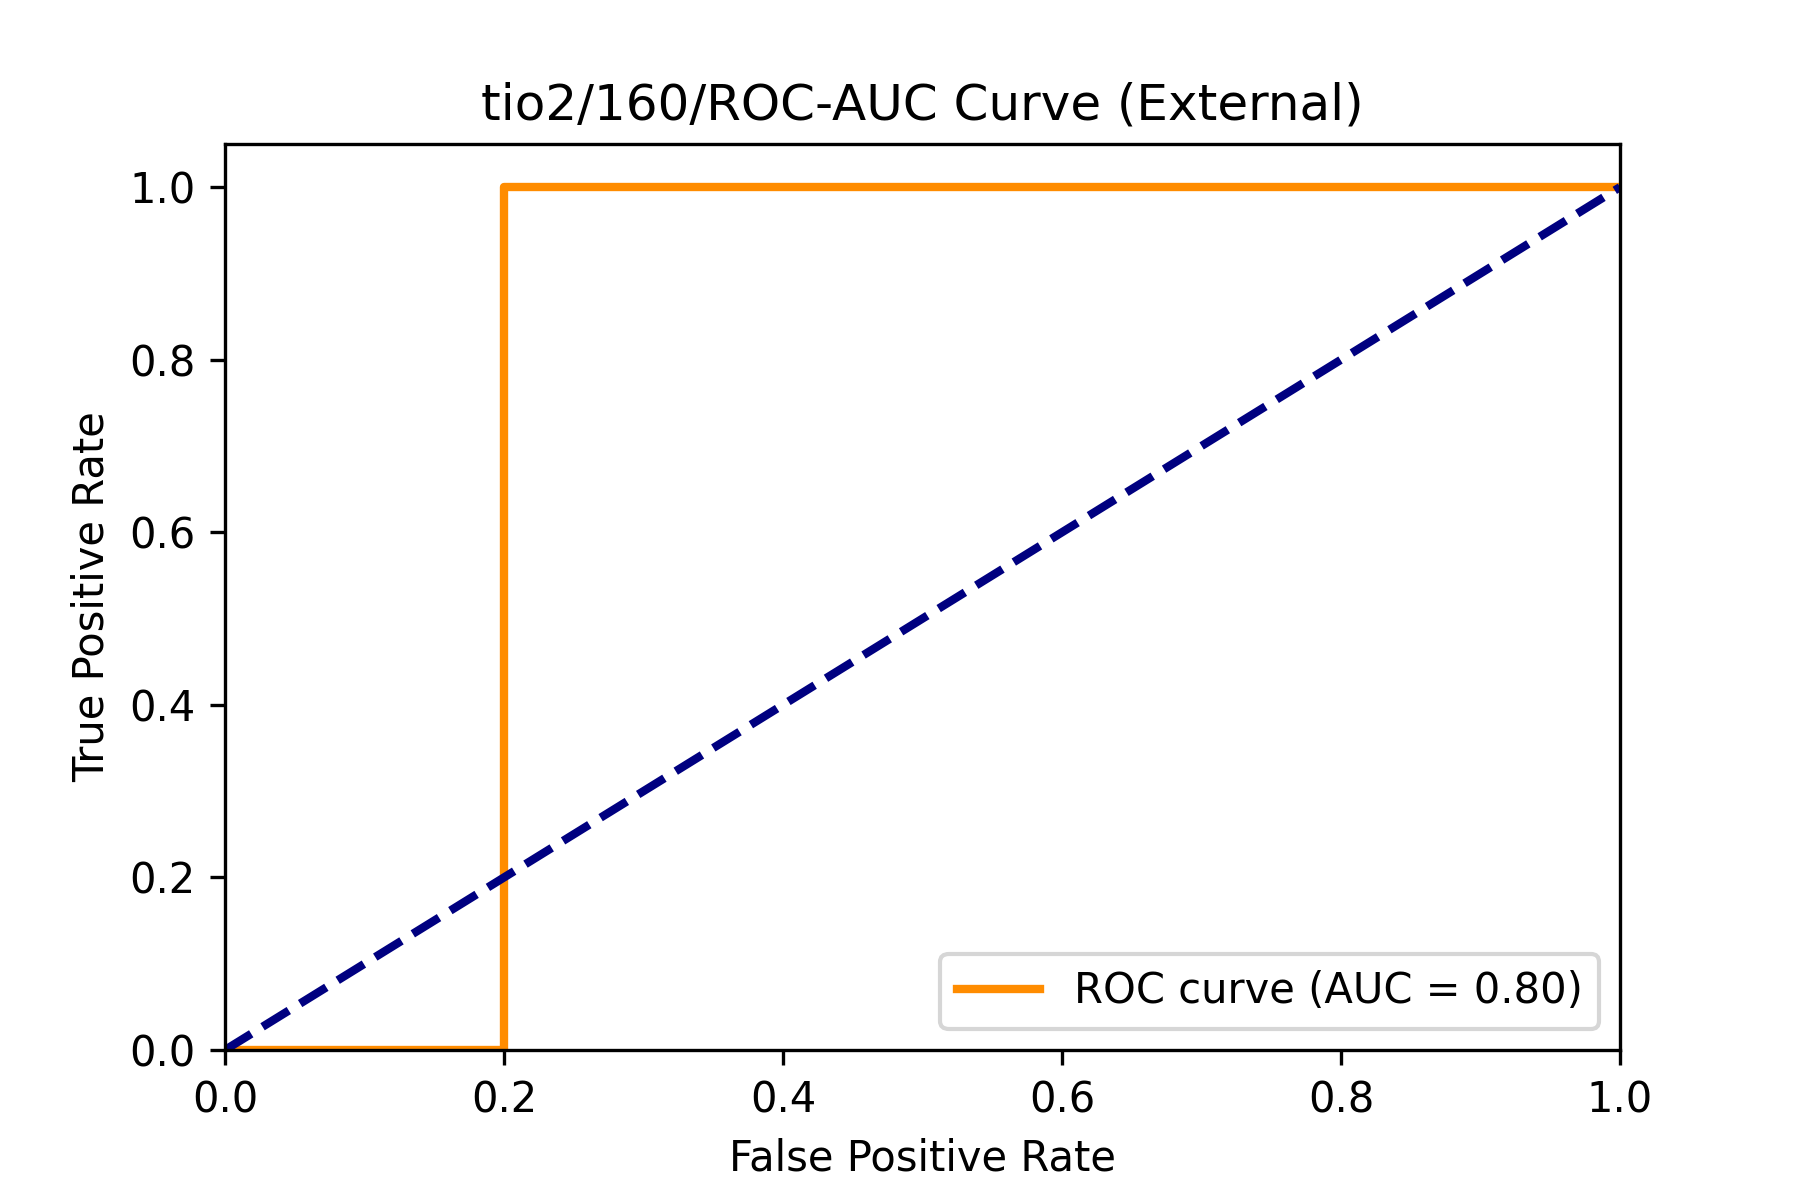 tio2/160/ROC-AUC Curve (External)
True Positive Rate
1.0
0.8
0.6
0.4
0.2
0.0
ROC curve (AUC = 0.80)
0.0 0.2 0.4 0.6 0.8 1.0
False Positive Rate